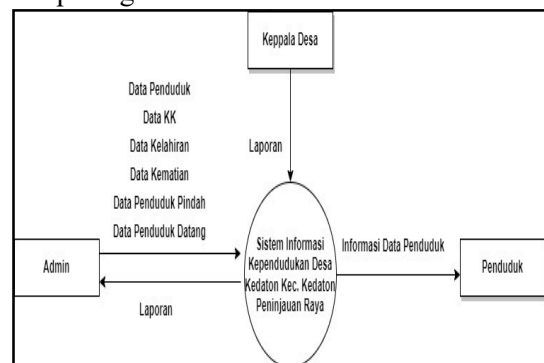 Keppala Desa
Data Penduduk
Data KK
Data Kelahiran
Data Kematian
Data Penduduk Pindah
Data Penduduk Datang
Laporan
Admin
Laporan
Sistem Informasi
Kependudukan Desa
Kedaton Kec. Kedaton
Peninjauan Raya
Informasi Data Penduduk
Penduduk